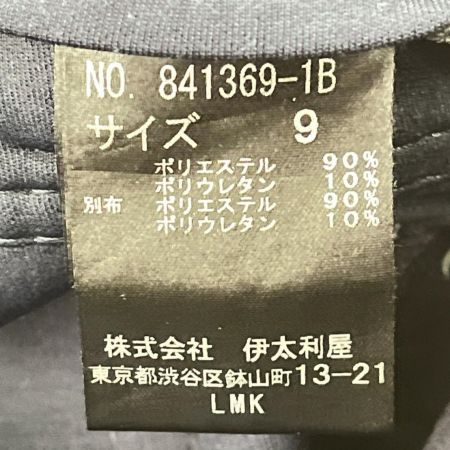 NO. 841369-1B
サイズ 9
ポリエステル 90%
ポリウレタン 10%
別布 ポリエステル 90%
ポリウレタン 10%
株式会社 伊太利屋
東京都渋谷区鉢山町13-21
LMK